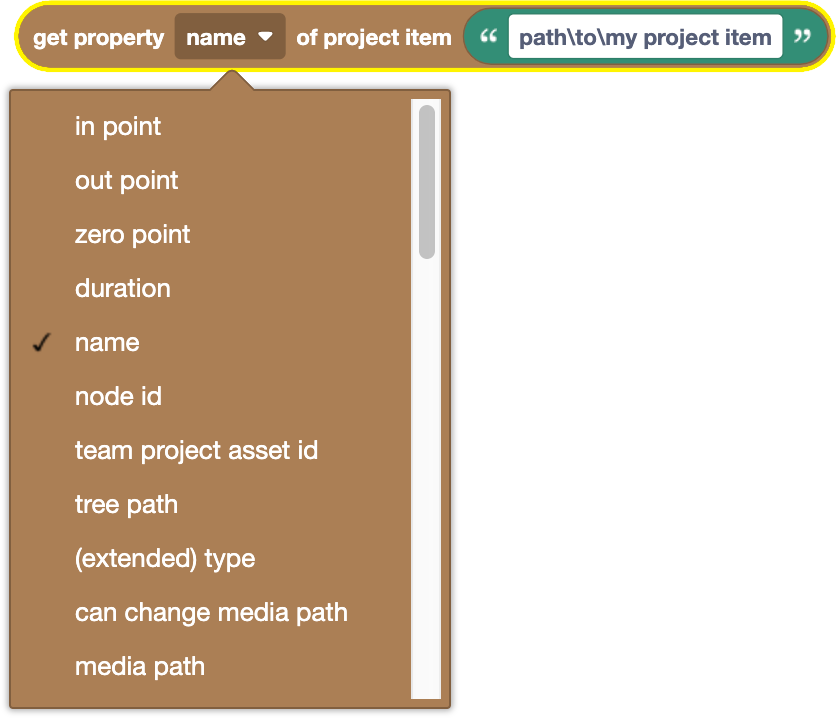 get property name of project item “ path\to\my project item ”
in point
out point
zero point
duration
name
node id
team project asset id
tree path
(extended) type
can change media path
media path